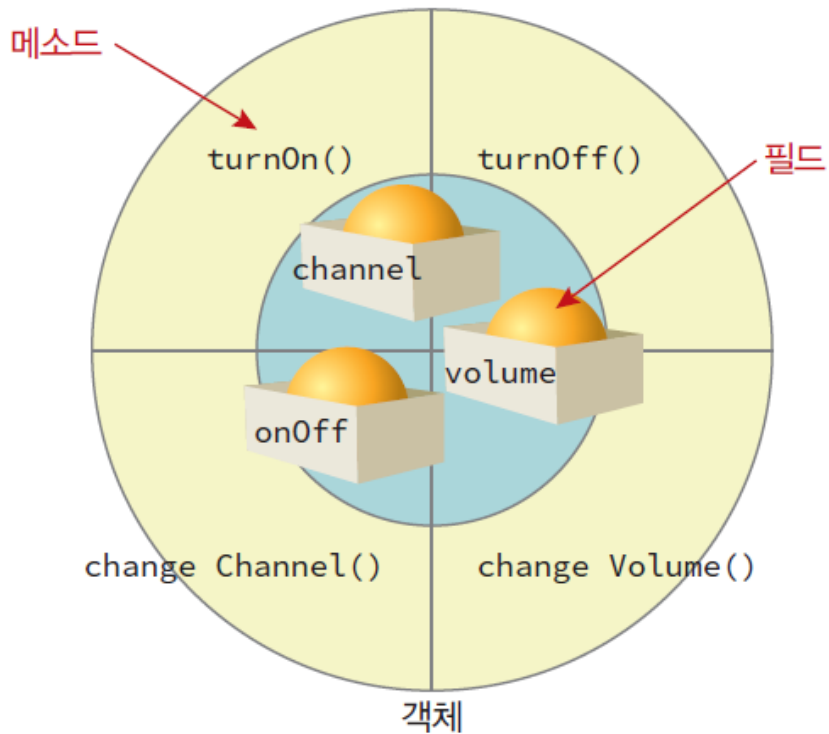 메소드
turnOn()
turnOff()
필드
channel
volume
onOff
change Channel()
change Volume()
객체